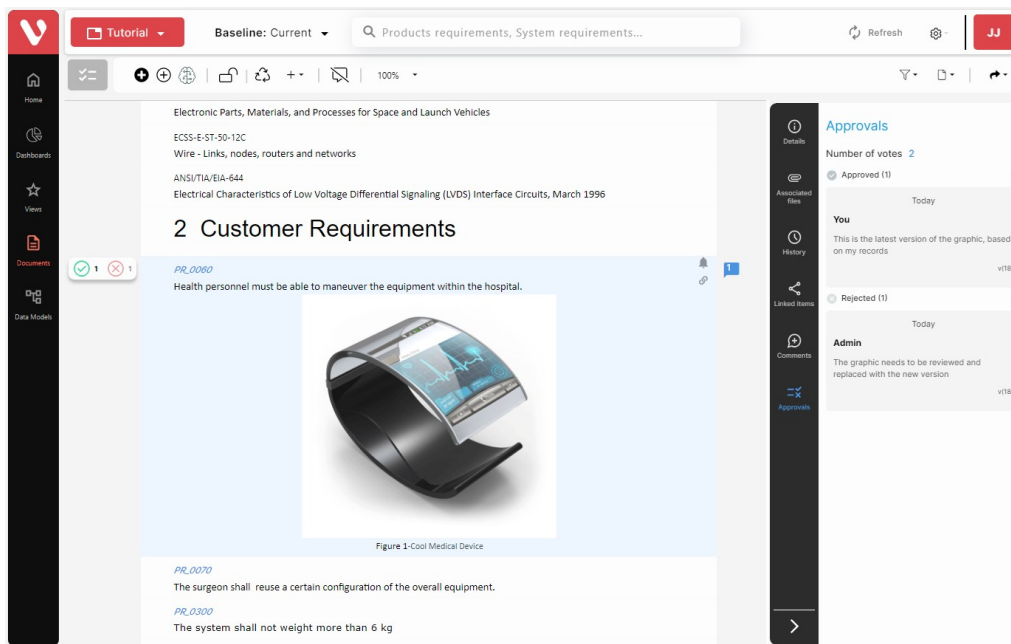 Tutorial
Baseline: Current
Products requirements, System requirements...
Refresh
JJ
100%
Home
Dashboards
Views
Documents
Data Models
Electronic Parts, Materials, and Processes for Space and Launch Vehicles
ECSS-E-ST-50-12C
Wire - Links, nodes, routers and networks
ANSI/TIA/EIA-644
Electrical Characteristics of Low Voltage Differential Signaling (LVDS) Interface Circuits, March 1996
2 Customer Requirements
1 1
PR_0060
1
Health personnel must be able to maneuver the equipment within the hospital.
Figure 1-Cool Medical Device
PR_0070
The surgeon shall reuse a certain configuration of the overall equipment.
PR_0300
The system shall not weight more than 6 kg
Details
Associated
files
History
Linked items
Comments
Approvals
Approvals
Number of votes 2
Approved (1)
Today
You
This is the latest version of the graphic, based
on my records
v(18
Rejected (1)
Today
Admin
The graphic needs to be reviewed and
replaced with the new version
v(18